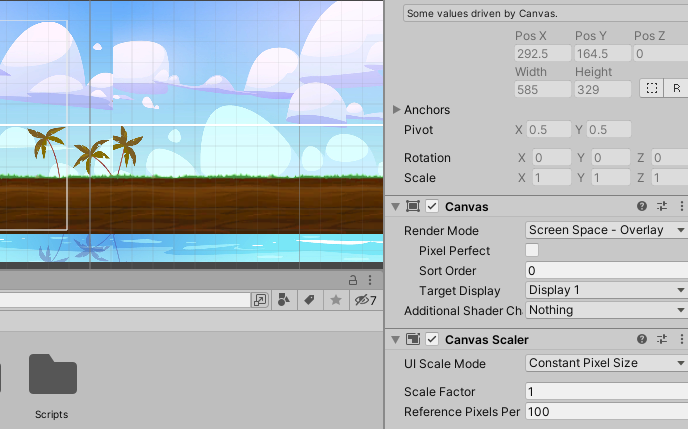 Some values driven by Canvas.
Pos X Pos Y Pos Z
292.5 164.5 0
Width Height
585 329
R
Anchors
Pivot X 0.5 Y 0.5
Rotation X 0 Y 0 Z 0
Scale X 1 Y 1 Z 1
Canvas
Render Mode Screen Space - Overlay
Pixel Perfect
Sort Order 0
Target Display Display 1
Additional Shader Ch Nothing
Canvas Scaler
UI Scale Mode Constant Pixel Size
Scale Factor 1
Reference Pixels Per 100
7
Scripts